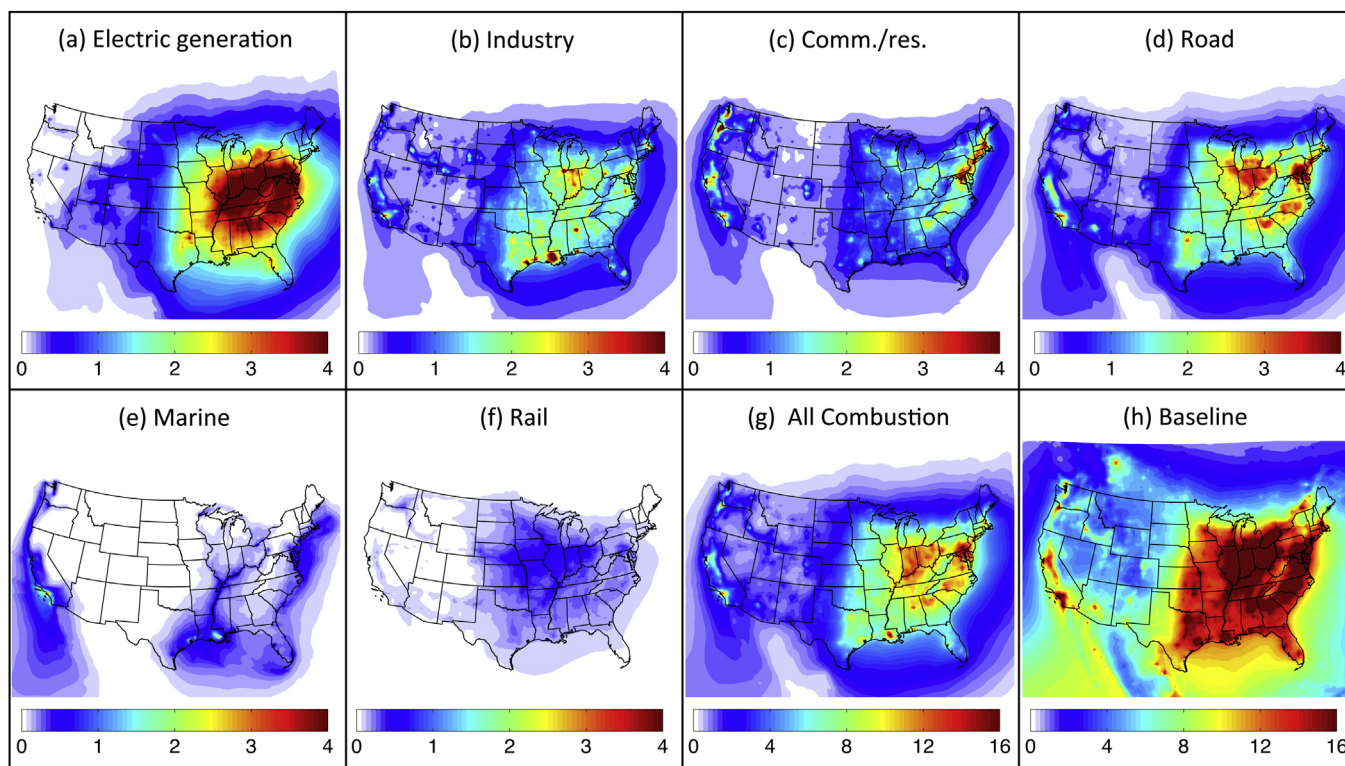 (a) Electric generation
(b) Industry
(c) Comm./res.
(d) Road
0 1 2 3 4
0 1 2 3 4
0 1 2 3 4
0 1 2 3 4
(e) Marine
(f) Rail
(g) All Combustion
(h) Baseline
0 1 2 3 4
0 1 2 3 4
0 4 8 12 16
0 4 8 12 16